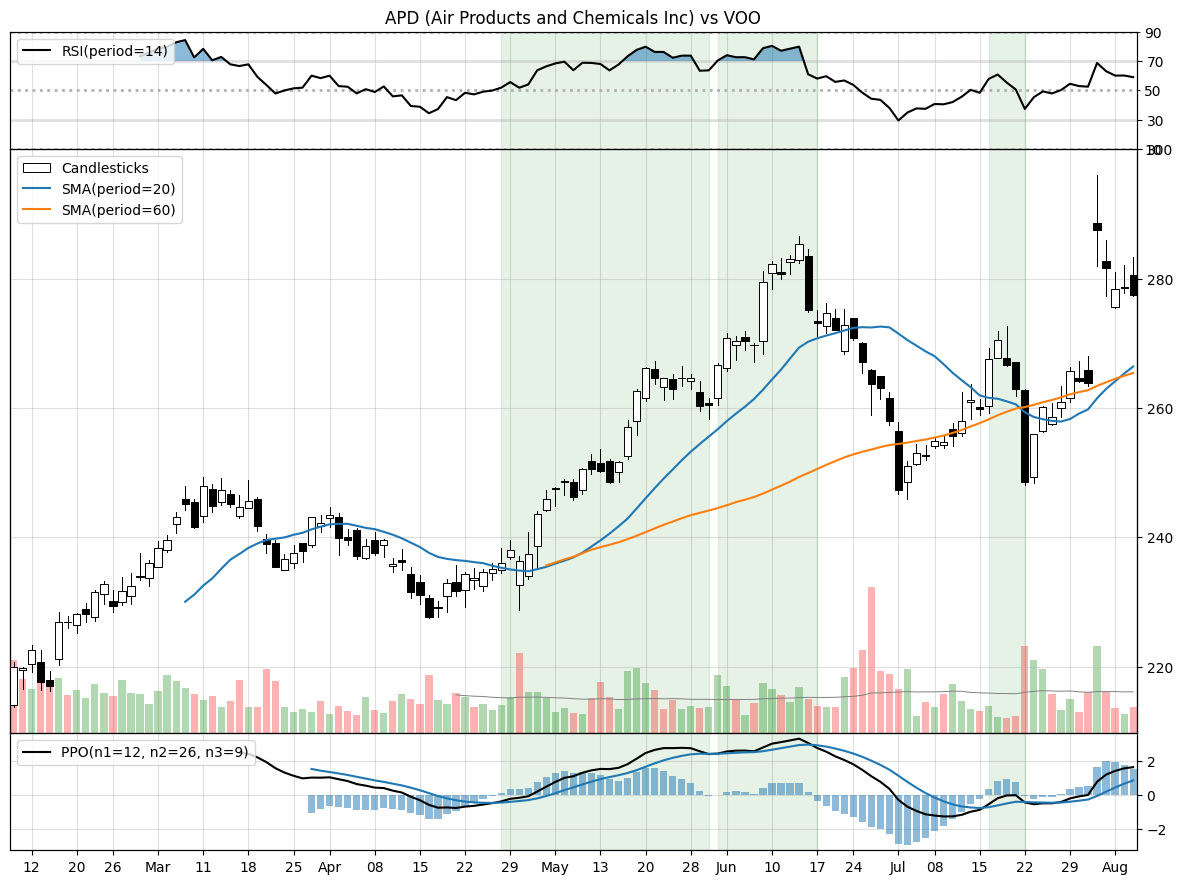 APD (Air Products and Chemicals Inc) vs VOO
RSI(period=14)
90
70
50
30
10
300
Candlesticks
SMA(period=20)
SMA(period=60)
280
260
240
220
PPO(n1=12, n2=26, n3=9)
2
0
−2
12 20 26 Mar 11 18 25 Apr 08 15 22 29 May 13 20 28 Jun 10 17 24 Jul 08 15 22 29 Aug